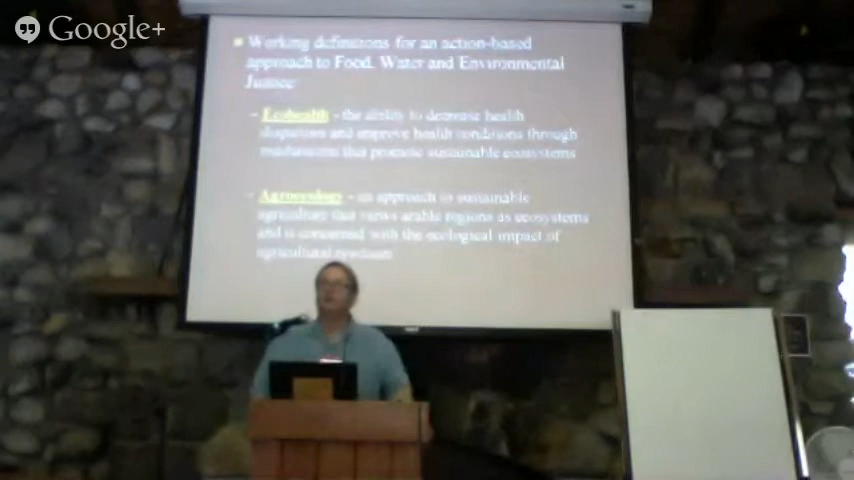 Google+
Working definitions for an action-based
approach to Food, Water and Environmental
Justice
- Ecohealth - the ability to decrease health
disparities and improve health conditions through
mechanisms that promote sustainable ecosystems
- Agroecology - an approach to sustainable
agriculture that views arable regions as ecosystems
and is concerned with the ecological impact of
agricultural practices